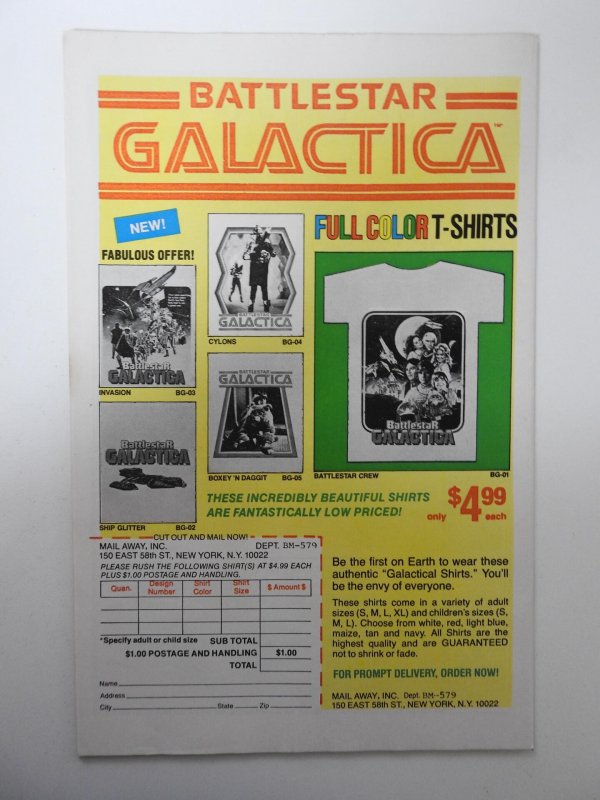 BATTLESTAR
GALACTICA™
NEW!
FABULOUS OFFER!
FULL COLOR T-SHIRTS
BATTLESTAR
GALACTICA
CYLONS BG-04
BattlestaR
GALACTICA
INVASION BG-03
BATTLESTAR
GALACTICA
BOXEY 'N DAGGIT BG-05
BattlestaR
GALACTICA
SHIP GLITTER BG-02
BattlestaR
GALACTICA
BATTLESTAR CREW BG-01
THESE INCREDIBLY BEAUTIFUL SHIRTS
ARE FANTASTICALLY LOW PRICED!
only $4.99 each
CUT OUT AND MAIL NOW!
MAIL AWAY, INC. DEPT. BM-579
150 EAST 58th ST., NEW YORK, N.Y. 10022
PLEASE RUSH THE FOLLOWING SHIRT(S) AT $4.99 EACH
PLUS $1.00 POSTAGE AND HANDLING.
Quan. Design Number Shirt Color Shirt Size $ Amount $
*Specify adult or child size SUB TOTAL
$1.00 POSTAGE AND HANDLING $1.00
TOTAL
Name
Address
City State Zip
Be the first on Earth to wear these
authentic "Galactical Shirts." You'll
be the envy of everyone.
These shirts come in a variety of adult
sizes (S, M, L, XL) and children's sizes (S,
M, L). Choose from white, red, light blue,
maize, tan and navy. All Shirts are the
highest quality and are GUARANTEED
not to shrink or fade.
FOR PROMPT DELIVERY, ORDER NOW!
MAIL AWAY, INC. Dept. BM-579
150 EAST 58th ST., NEW YORK, N.Y. 10022